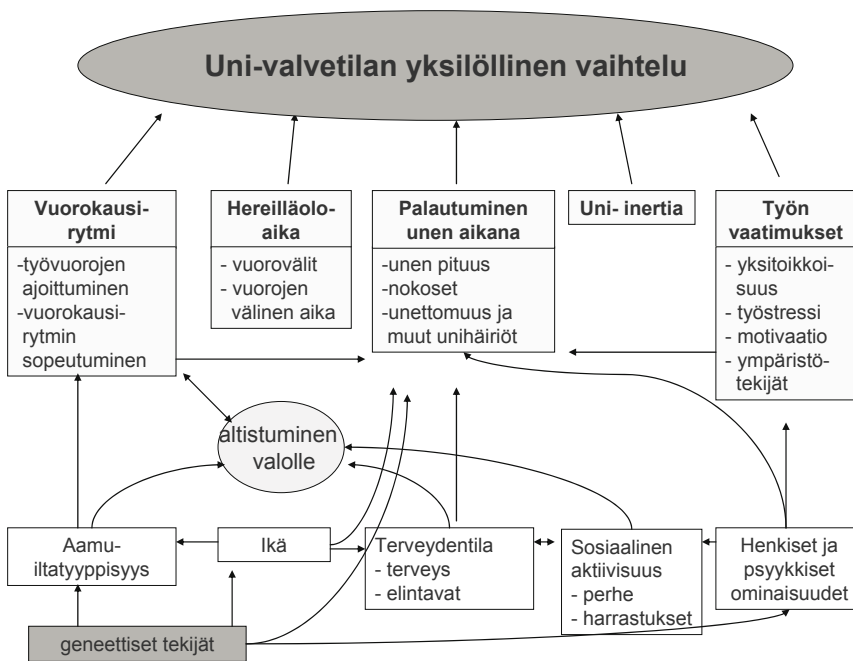 Uni-valvetilan yksilöllinen vaihtelu
Vuorokausi-
rytmi
-työvuorojen
ajoittuminen
-vuorokausi-
rytmin
sopeutuminen
Hereilläolo-
aika
- vuorovälit
- vuorojen
välinen aika
Palautuminen
unen aikana
-unen pituus
-nokoset
-unettomuus ja
muut unihäiriöt
Uni- inertia
Työn
vaatimukset
- yksitoikkoi-
suus
- työstressi
- motivaatio
- ympäristö-
tekijät
altistuminen
valolle
Aamu-
iltatyyppisyys
Ikä
Terveydentila
- terveys
- elintavat
Sosiaalinen
aktiivisuus
- perhe
- harrastukset
Henkiset ja
psyykkiset
ominaisuudet
geneettiset tekijät